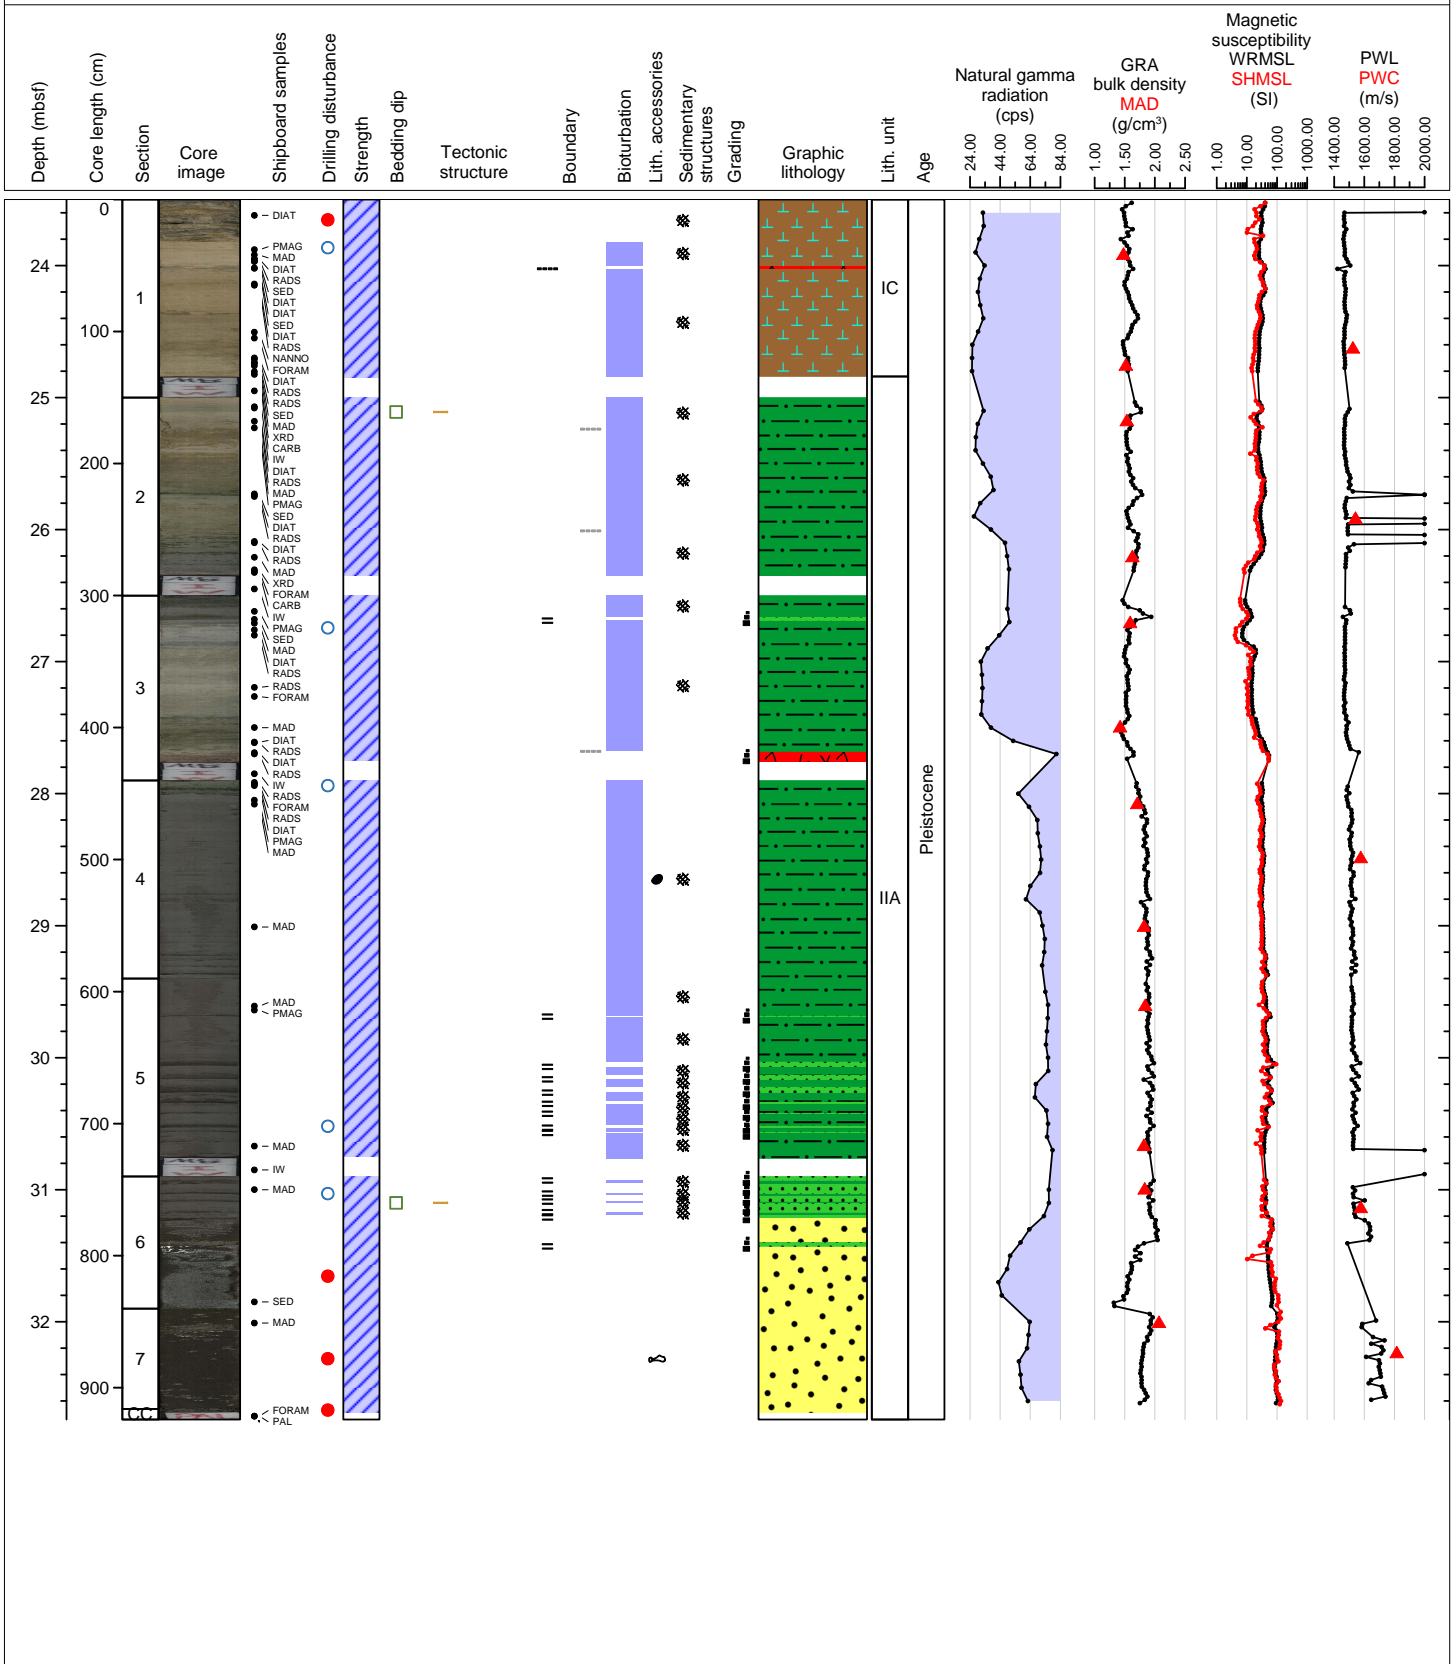 Depth (mbsf)
Core length (cm)
Section
Core
image
Shipboard samples
Drilling disturbance
Strength
Bedding dip
Tectonic
structure
Boundary
Bioturbation
Lith. accessories
Sedimentary
structures
Grading
Graphic
lithology
Lith. unit
Age
Natural gamma
radiation
(cps)
24.00
44.00
64.00
84.00
GRA
bulk density
MAD
(g/cm³)
1.00
1.50
2.00
2.50
Magnetic
susceptibility
WRMSL
SHMSL
(SI)
1.00
10.00
100.00
1000.00
PWL
PWC
(m/s)
1400.00
1600.00
1800.00
2000.00
24
25
26
27
28
29
30
31
32
0
100
200
300
400
500
600
700
800
900
1
2
3
4
5
6
7
CC
DIAT
PMAG
MAD
DIAT
RADS
SED
DIAT
DIAT
SED
DIAT
RADS
NANNO
FORAM
DIAT
RADS
RADS
SED
MAD
XRD
CARB
IW
DIAT
RADS
MAD
PMAG
SED
DIAT
RADS
DIAT
RADS
MAD
XRD
FORAM
CARB
IW
PMAG
SED
MAD
DIAT
RADS
RADS
FORAM
MAD
DIAT
RADS
DIAT
RADS
IW
RADS
FORAM
RADS
DIAT
PMAG
MAD
MAD
MAD
PMAG
MAD
IW
MAD
SED
MAD
FORAM
PAL
IC
IIA
Pleistocene